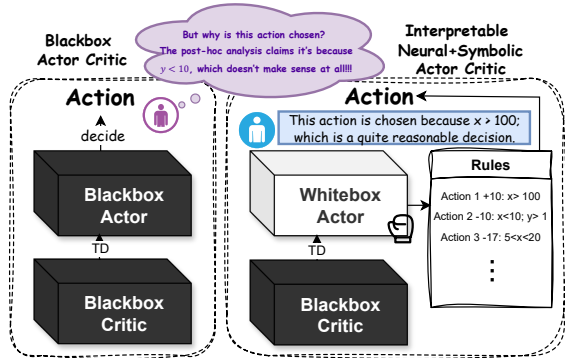 Blackbox
Actor Critic
But why is this action chosen?
The post-hoc analysis claims it's because
y < 10, which doesn't make sense at all!!!
Interpretable
Neural+Symbolic
Actor Critic
Action
decide
Blackbox
Actor
TD
Blackbox
Critic
Action
This action is chosen because x > 100;
which is a quite reasonable decision.
Whitebox
Actor
TD
Blackbox
Critic
Rules
Action 1 +10: x> 100
Action 2 -10: x<10; y> 1
Action 3 -17: 5<x<20